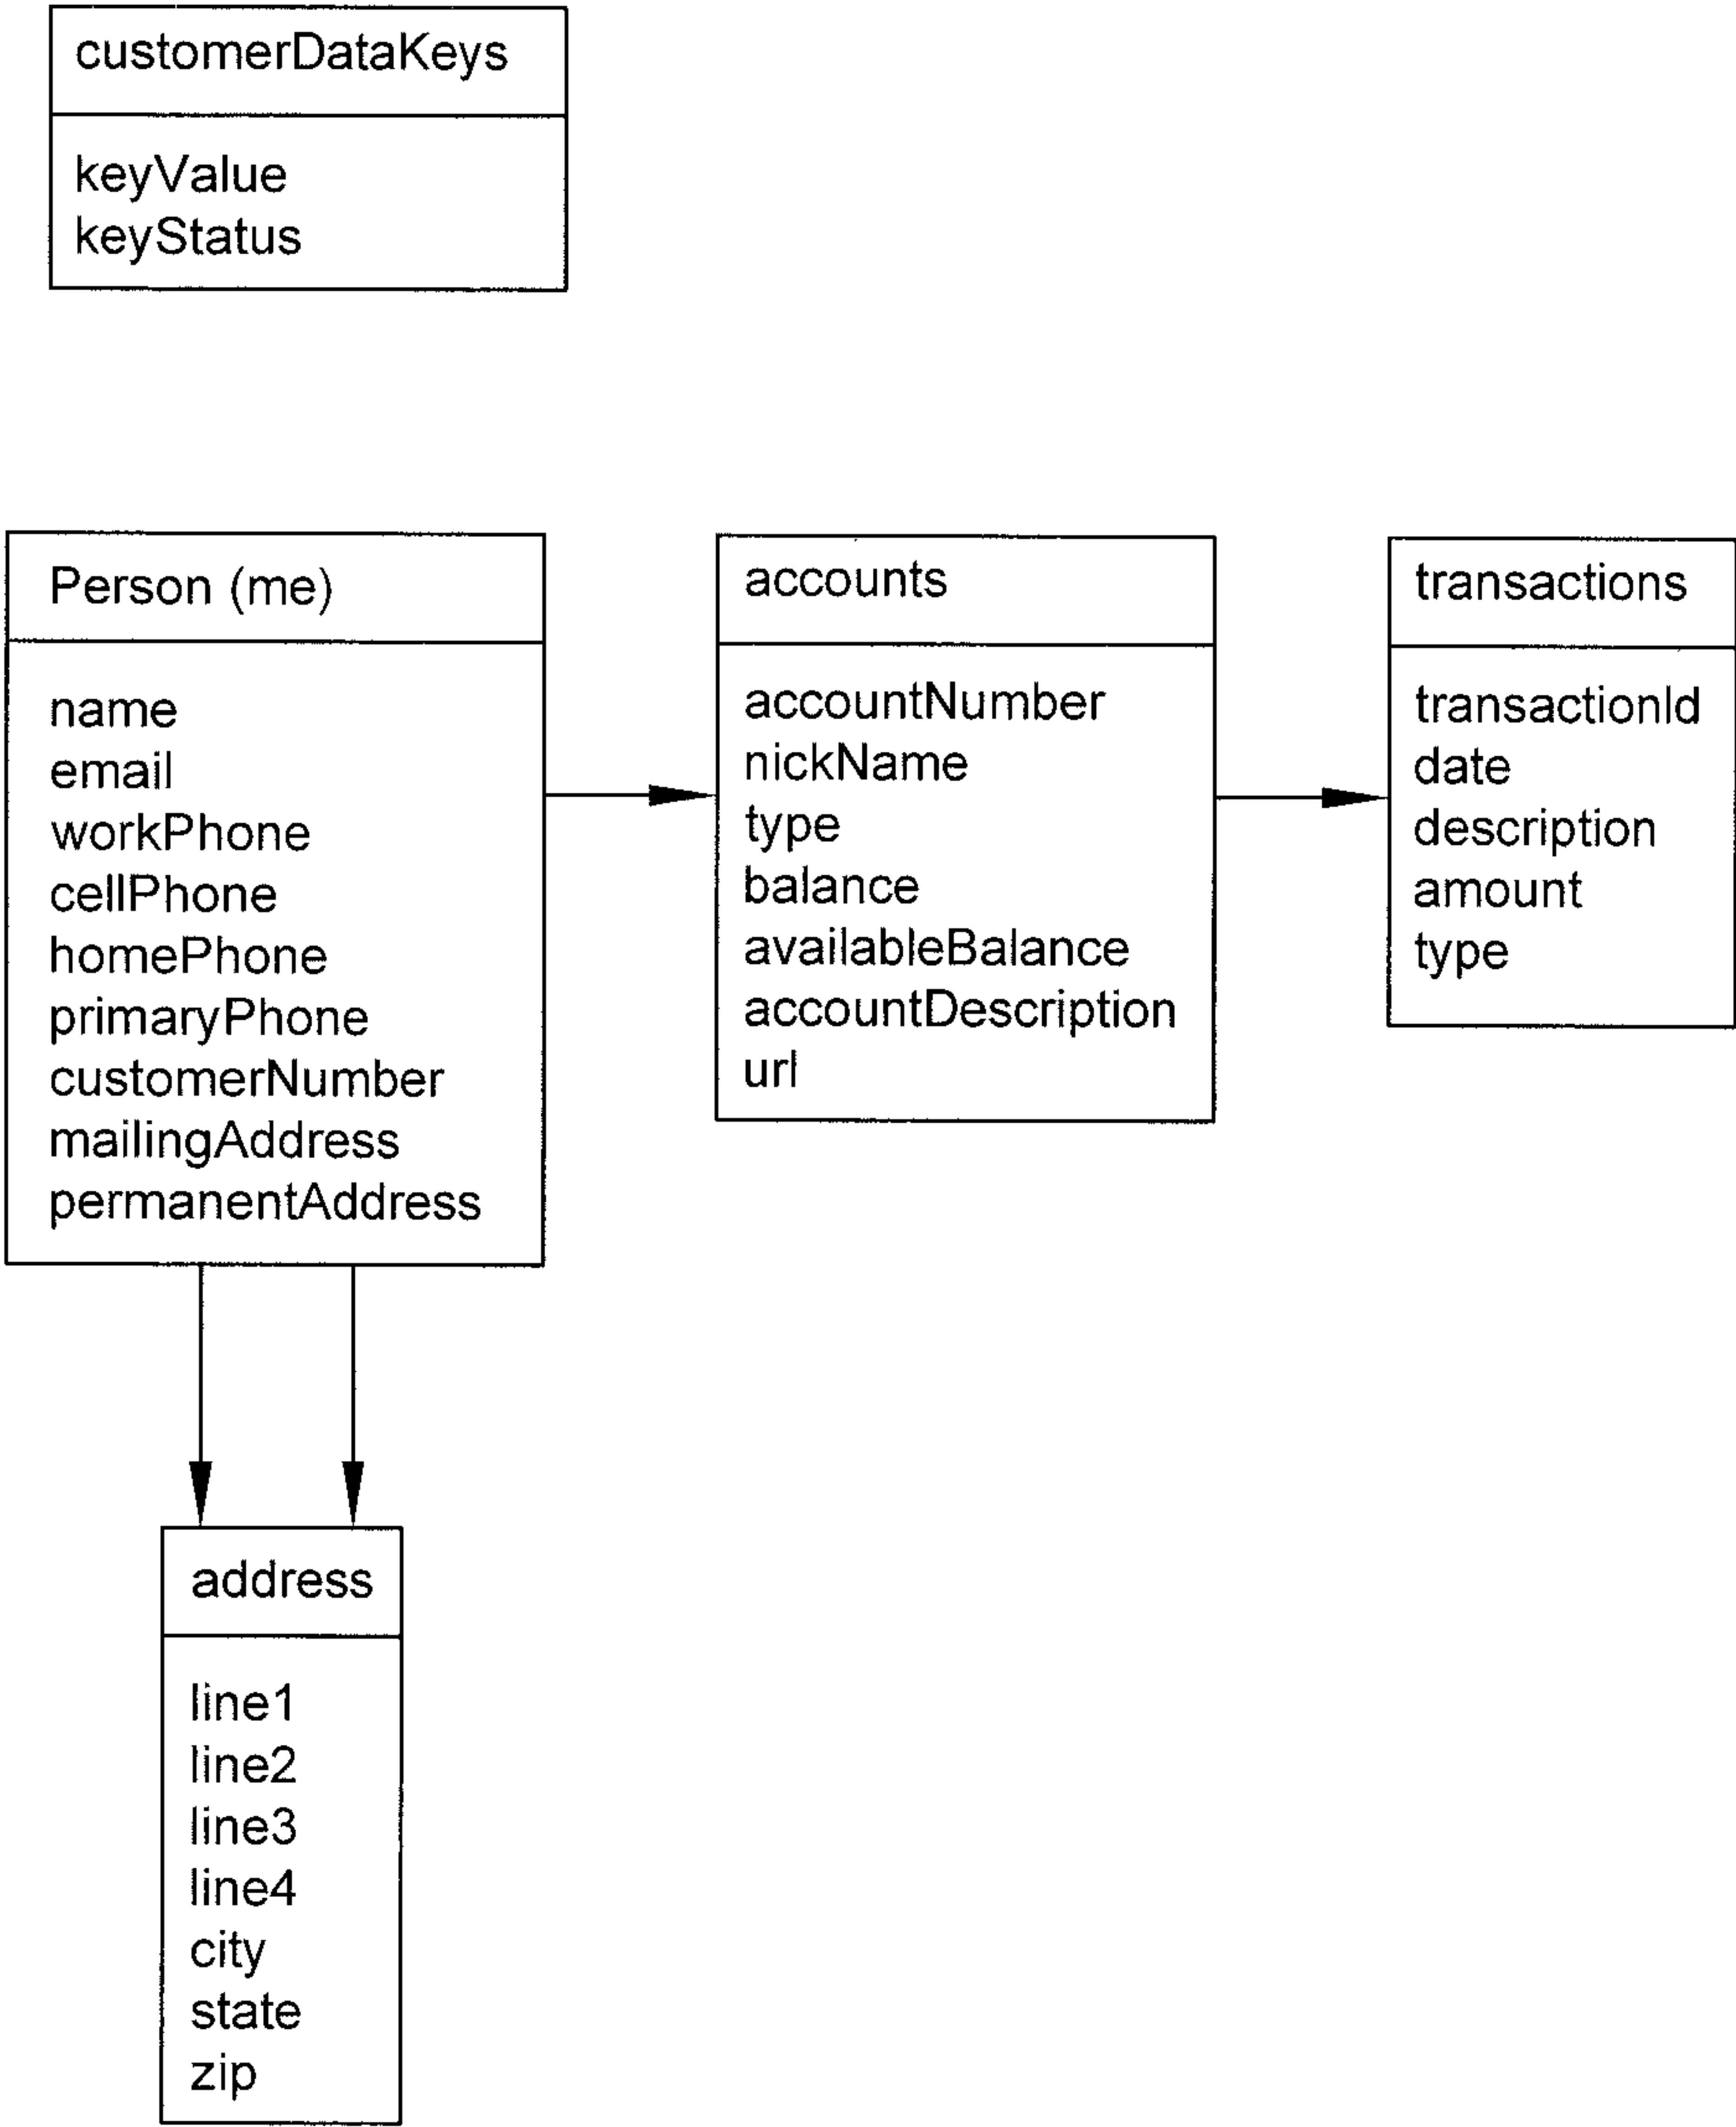 customerDataKeys
keyValue
keyStatus
Person (me)
name
email
workPhone
cellPhone
homePhone
primaryPhone
customerNumber
mailingAddress
permanentAddress
accounts
accountNumber
nickName
type
balance
availableBalance
accountDescription
url
transactions
transactionId
date
description
amount
type
address
line1
line2
line3
line4
city
state
zip